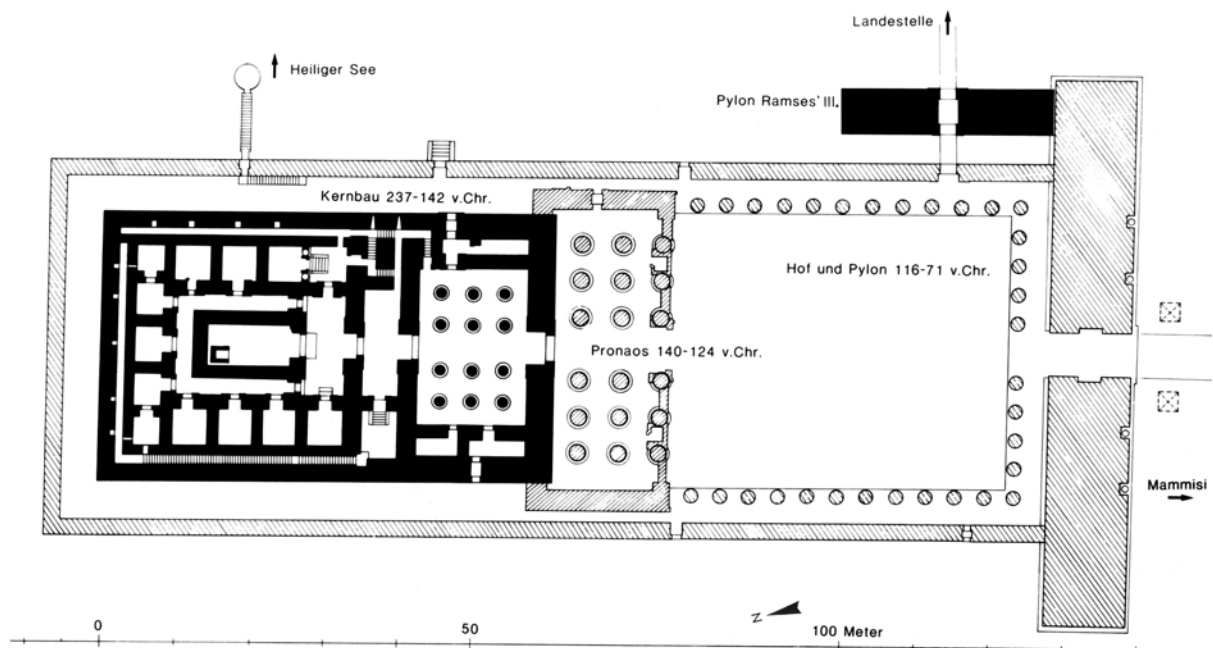 Landestelle
Heiliger See
Pylon Ramses' III.
Kernbau 237-142 v.Chr.
Hof und Pylon 116-71 v.Chr.
Pronaos 140-124 v.Chr.
Mammisi
N
0
50
100 Meter